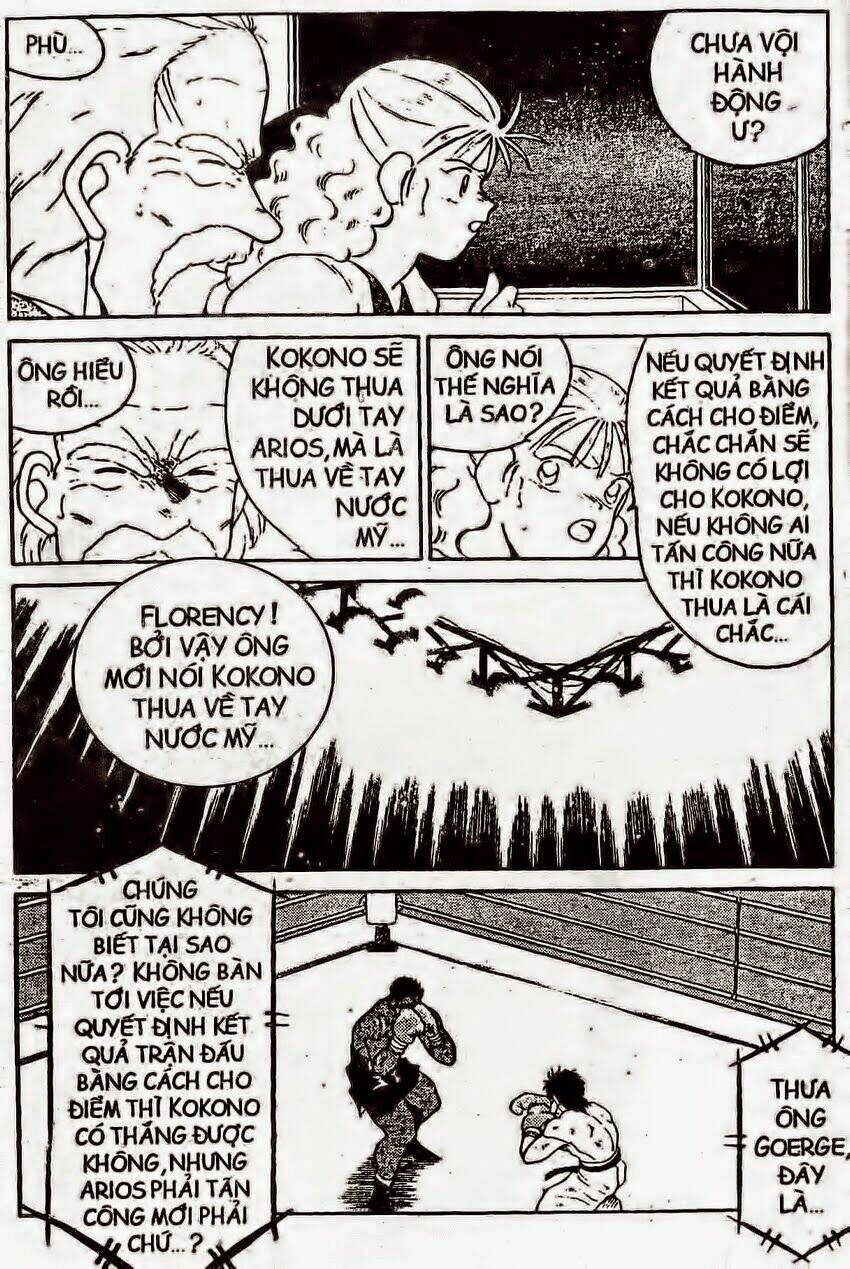 CHƯA VỘI
HÀNH
ĐỘNG
Ư?
PHÙ...
NẾU QUYẾT ĐỊNH
KẾT QUẢ BẰNG
CÁCH CHO ĐIỂM,
CHẮC CHẮN SẼ
KHÔNG CÓ LỢI
CHO KOKONO,
NẾU KHÔNG AI
TẤN CÔNG NỮA
THÌ KOKONO
THUA LÀ CÁI
CHẮC...
ÔNG NÓI
THẾ NGHĨA
LÀ SAO?
KOKONO SẼ
KHÔNG THUA
DƯỚI TAY
ARIOS, MÀ LÀ
THUA VỀ TAY
NƯỚC
MỸ...
ÔNG HIỂU
RỒI...
FLORENCY!
BỞI VẬY ÔNG
MỚI NÓI KOKONO
THUA VỀ TAY
NƯỚC MỸ...
THƯA
ÔNG
GOERGE,
ĐÂY
LÀ...
CHÚNG
TÔI CŨNG KHÔNG
BIẾT TẠI SAO
NỮA? KHÔNG BÀN
TỚI VIỆC NẾU
QUYẾT ĐỊNH KẾT
QUẢ TRẬN ĐẤU
BẰNG CÁCH CHO
ĐIỂM THÌ KOKONO
CÓ THẮNG ĐƯỢC
KHÔNG, NHƯNG
ARIOS PHẢI TẤN
CÔNG MỚI PHẢI
CHỨ...?